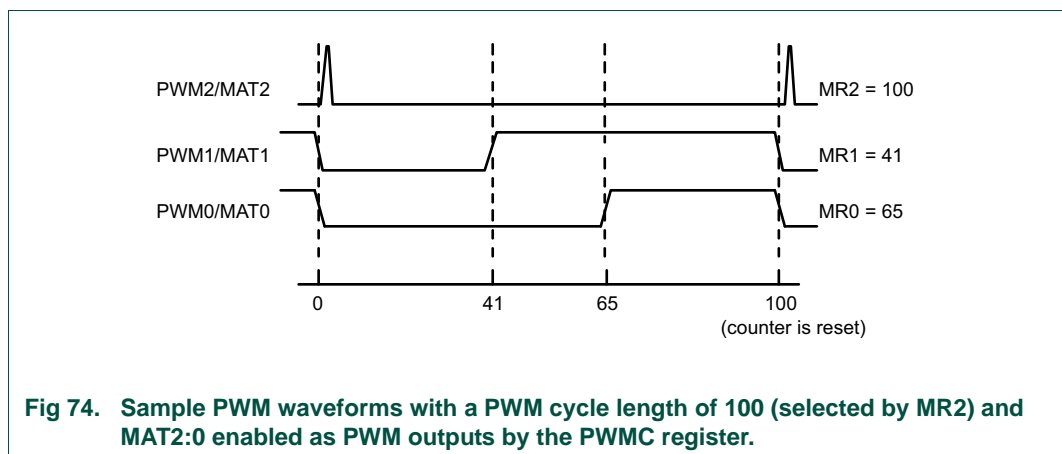 PWM2/MAT2
MR2 = 100
PWM1/MAT1
MR1 = 41
PWM0/MAT0
MR0 = 65
0
41
65
100
(counter is reset)
Fig 74. Sample PWM waveforms with a PWM cycle length of 100 (selected by MR2) and
MAT2:0 enabled as PWM outputs by the PWMC register.